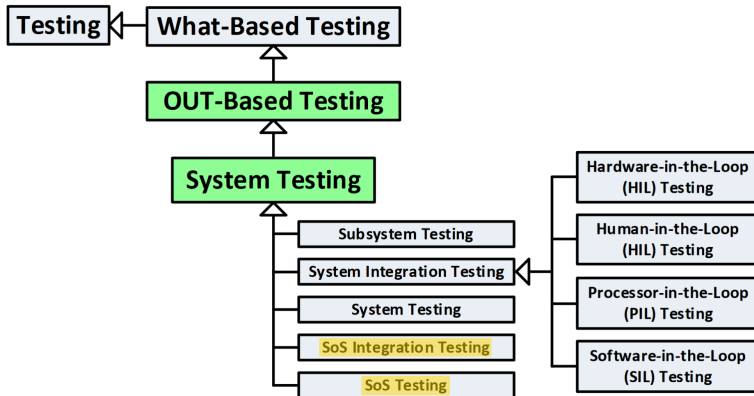 Testing
What-Based Testing
OUT-Based Testing
System Testing
Subsystem Testing
System Integration Testing
System Testing
SoS Integration Testing
SoS Testing
Hardware-in-the-Loop
(HIL) Testing
Human-in-the-Loop
(HIL) Testing
Processor-in-the-Loop
(PIL) Testing
Software-in-the-Loop
(SIL) Testing